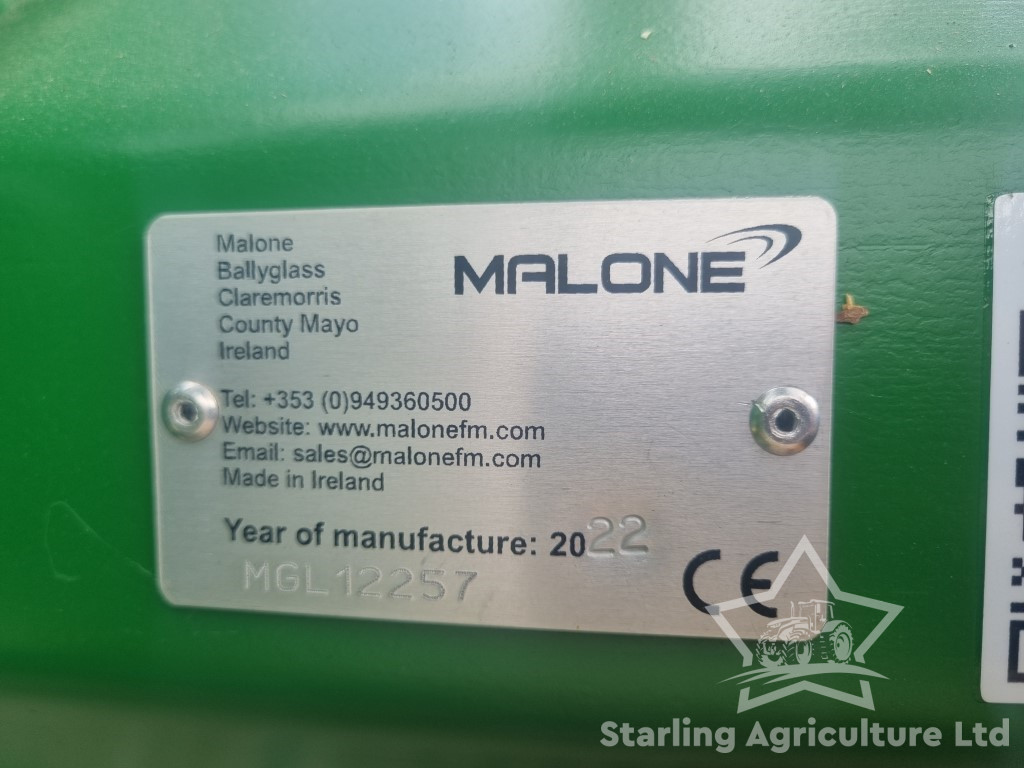 Malone
Ballyglass
Claremorris
County Mayo
Ireland
MALONE
Tel: +353 (0)949360500
Website: www.malonefm.com
Email: sales@malonefm.com
Made in Ireland
Year of manufacture: 2022
MGL12257
CE
Starling Agriculture Ltd